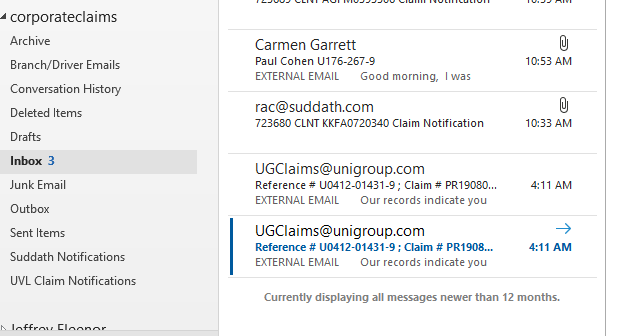 corporateclaims
Archive
Branch/Driver Emails
Conversation History
Deleted Items
Drafts
Inbox 3
Junk Email
Outbox
Sent Items
Suddath Notifications
UVL Claim Notifications
Carmen Garrett
Paul Cohen U176-267-9 10:53 AM
EXTERNAL EMAIL Good morning, I was
rac@suddath.com
723680 CLNT KKFA0720340 Claim Notification 10:33 AM
UGClaims@unigroup.com
Reference # U0412-01431-9 ; Claim # PR19080... 4:11 AM
EXTERNAL EMAIL Our records indicate you
UGClaims@unigroup.com
Reference # U0412-01431-9 ; Claim # PR1908... 4:11 AM
EXTERNAL EMAIL Our records indicate you
Currently displaying all messages newer than 12 months.